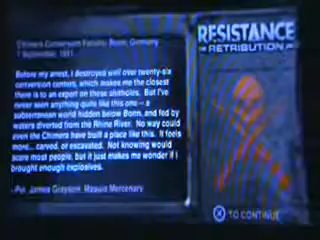 Chimera Conversion Facility, Bonn, Germany
7 September, 1951
Before my arrest, I destroyed well over twenty-six
conversion centers, which makes me the closest
there is to an expert on these shitholes. But I've
never seen anything quite like this one – a
subterranean world hidden below Bonn, and fed by
waters diverted from the Rhine River. No way could
even the Chimera have built a place like this. It feels
more... carved, or excavated. Not knowing would
scare most people, but it just makes me wonder if I
brought enough explosives.
- Pvt. James Grayson, Maquis Mercenary
RESISTANCE
RETRIBUTION
TO CONTINUE